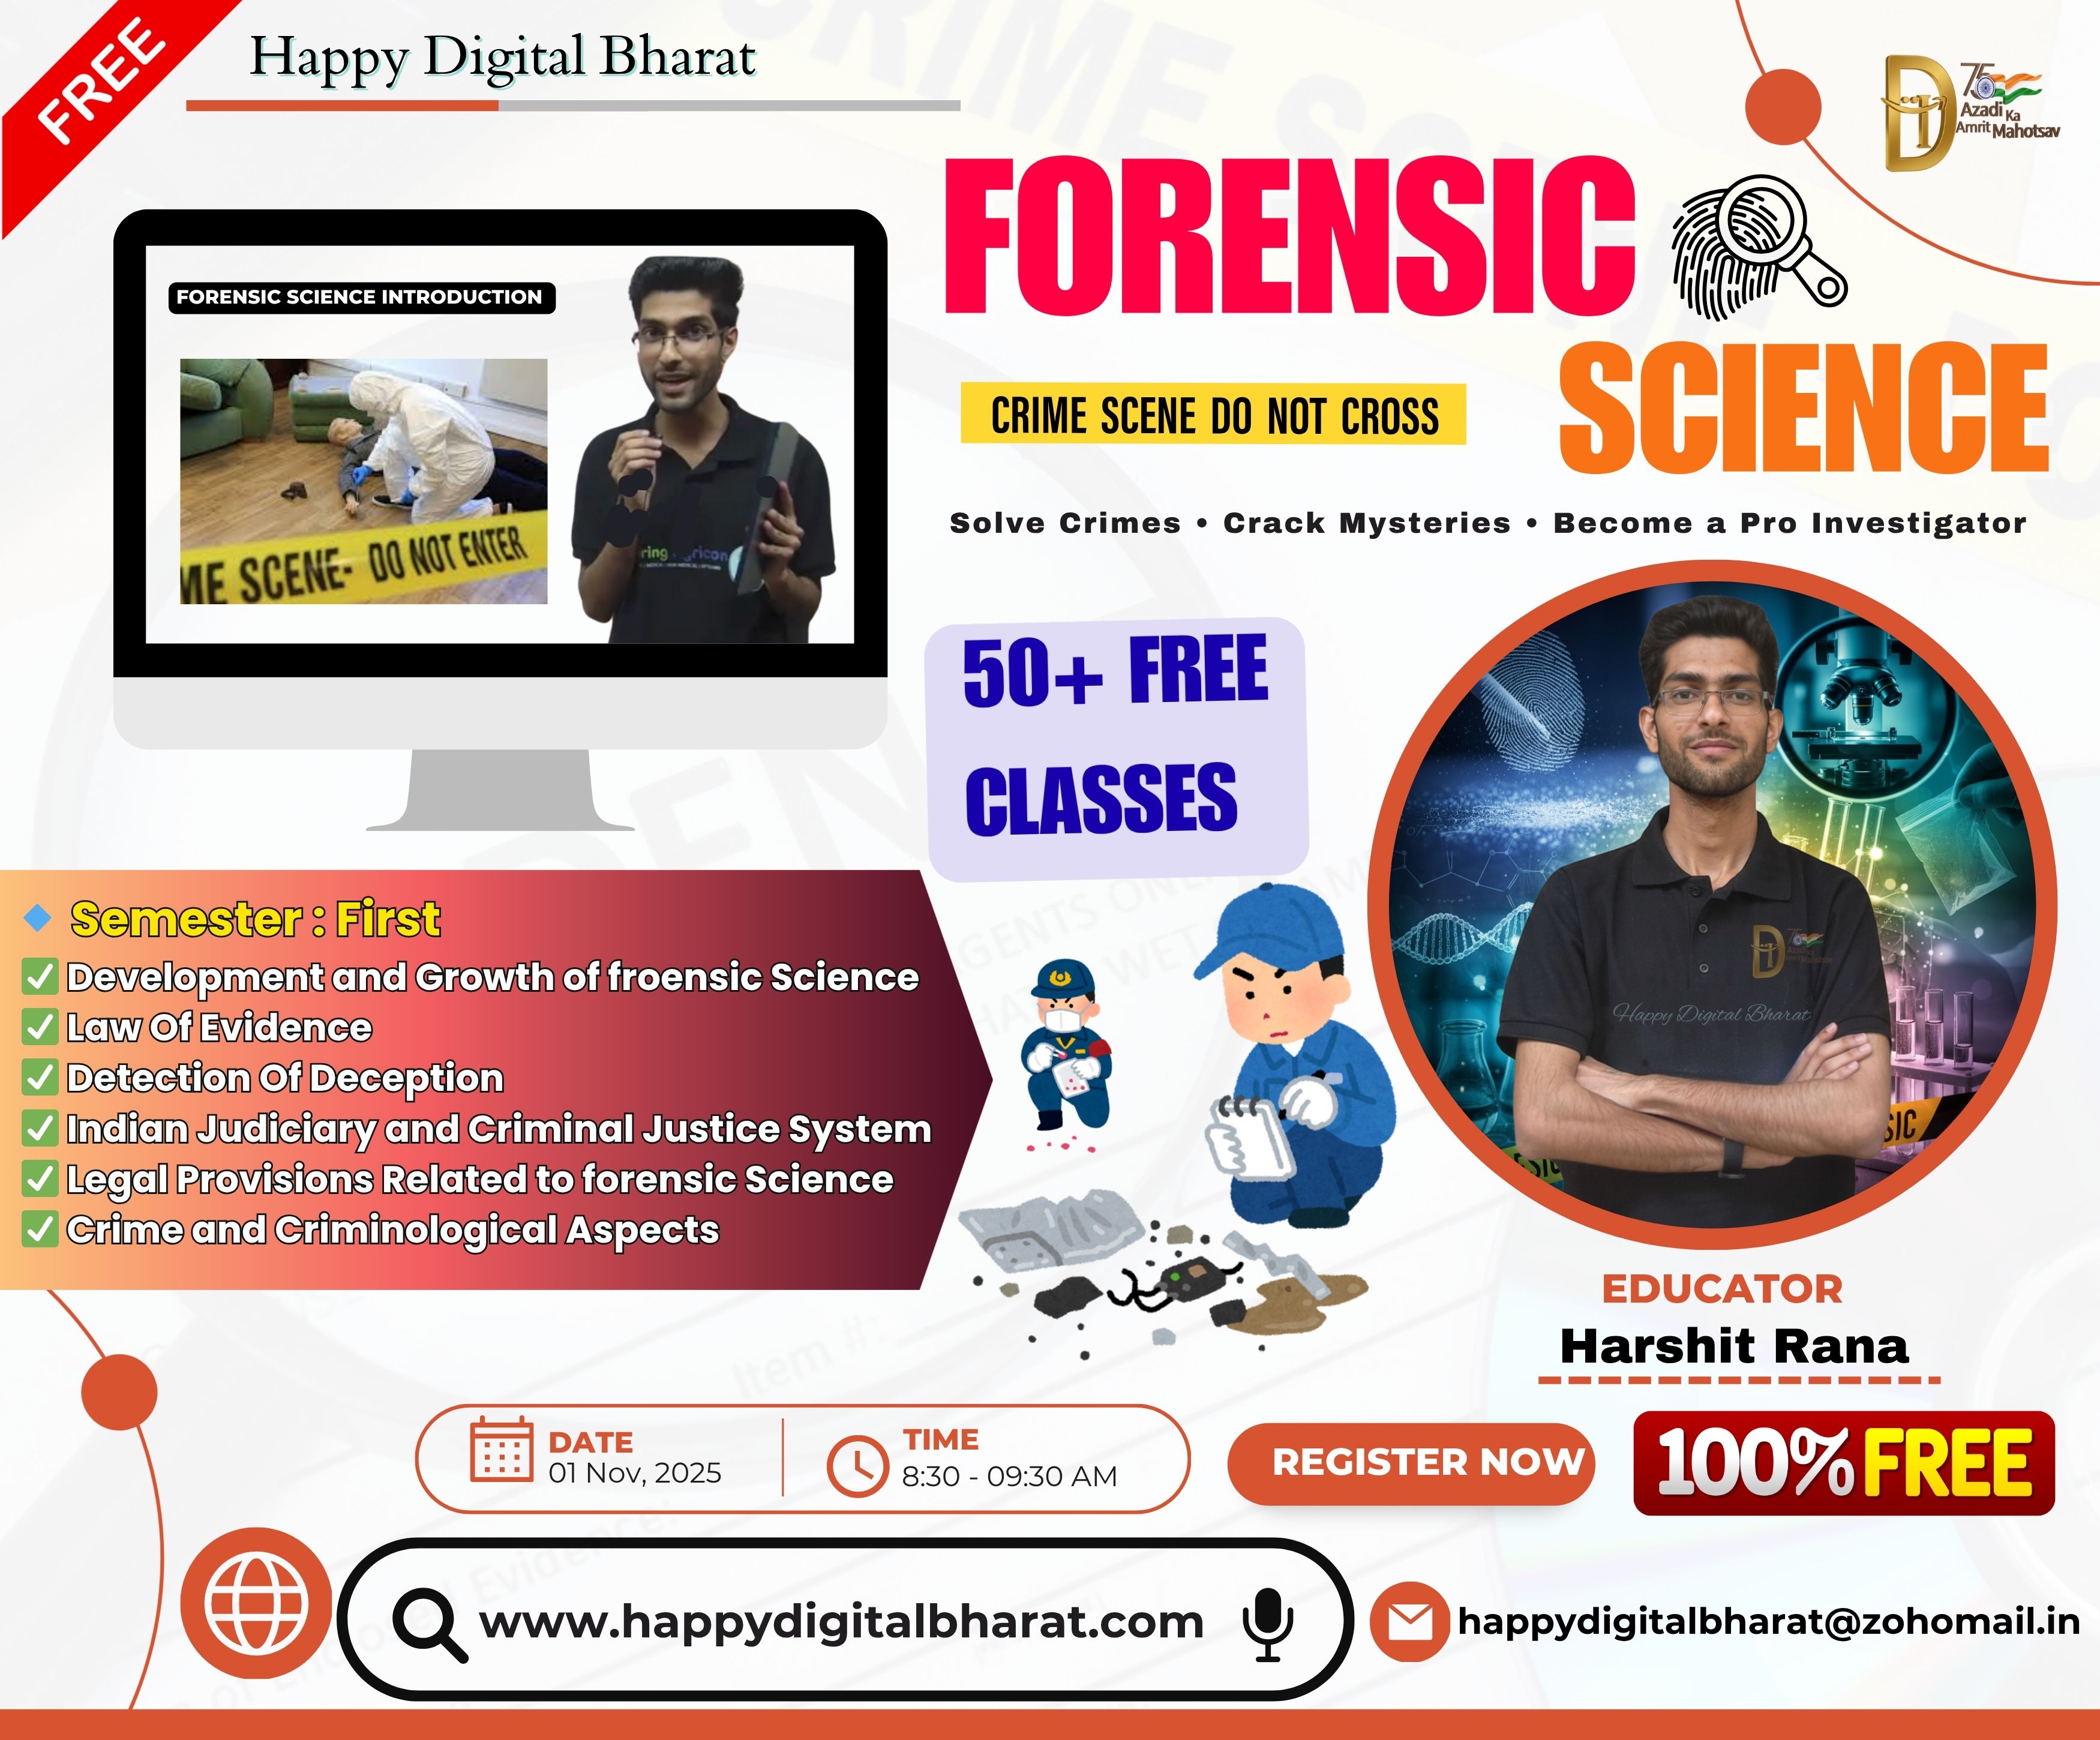 FREE
Happy Digital Bharat
75
Azadi Ka
Amrit Mahotsav
FORENSIC
SCIENCE
FORENSIC SCIENCE INTRODUCTION
ME SCENE- DO NOT ENTER
CRIME SCENE DO NOT CROSS
Solve Crimes • Crack Mysteries • Become a Pro Investigator
50+ FREE
CLASSES
Semester : First
Development and Growth of froensic Science
Law Of Evidence
Detection Of Deception
Indian Judiciary and Criminal Justice System
Legal Provisions Related to forensic Science
Crime and Criminological Aspects
Happy Digital Bharat
SIC
EDUCATOR
Harshit Rana
DATE
01 Nov, 2025
TIME
8:30 - 09:30 AM
REGISTER NOW
100% FREE
www.happydigitalbharat.com
happydigitalbharat@zohomail.in